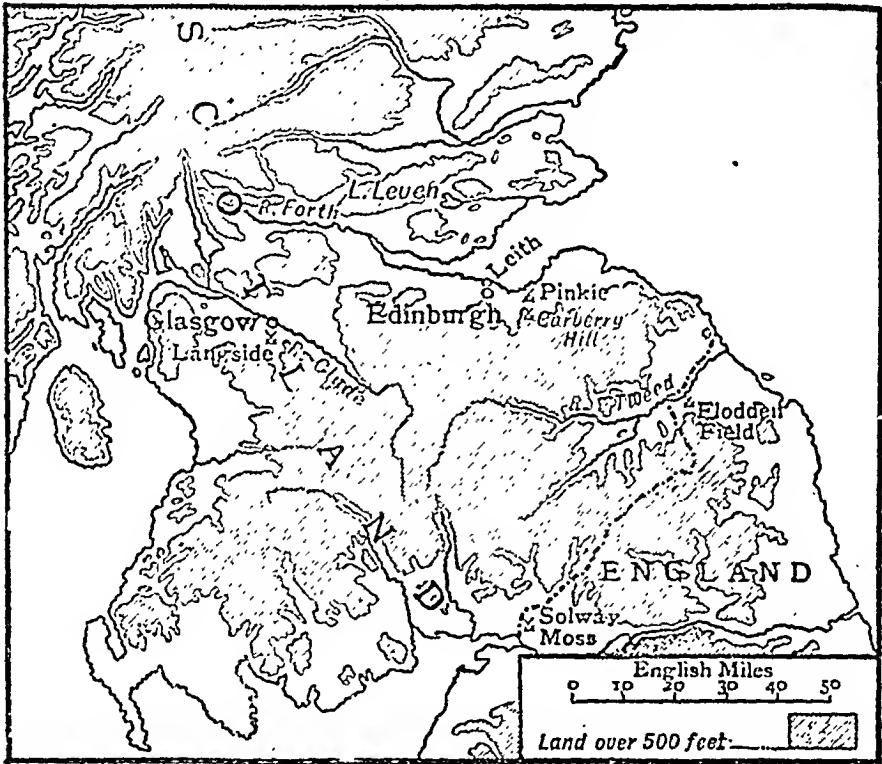 SCOTLAND
L. Leven
R. Forth
Leith
Edinburgh
Pinkie
Carberry
Hill
Glasgow
Langside
Clyde
R. Tweed
Flodden
Field
ENGLAND
Solway
Moss
English Miles
0 10 20 30 40 50
Land over 500 feet